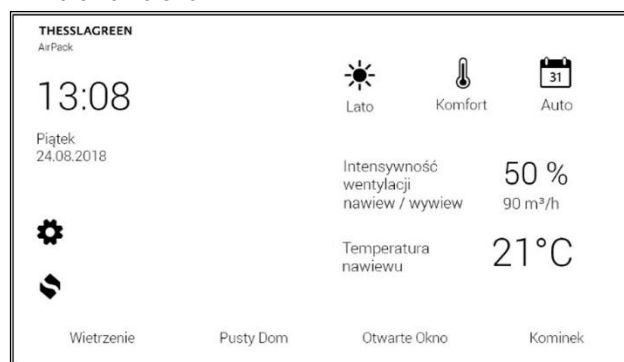 THESSLAGREEN
AirPack
13:08
Piątek
24.08.2018
31
Lato
Komfort
Auto
Intensywność
wentylacji
nawiew / wywiew
50 %
90 m³/h
Temperatura
nawiewu
21°C
Wietrzenie
Pusty Dom
Otwarte Okno
Kominek